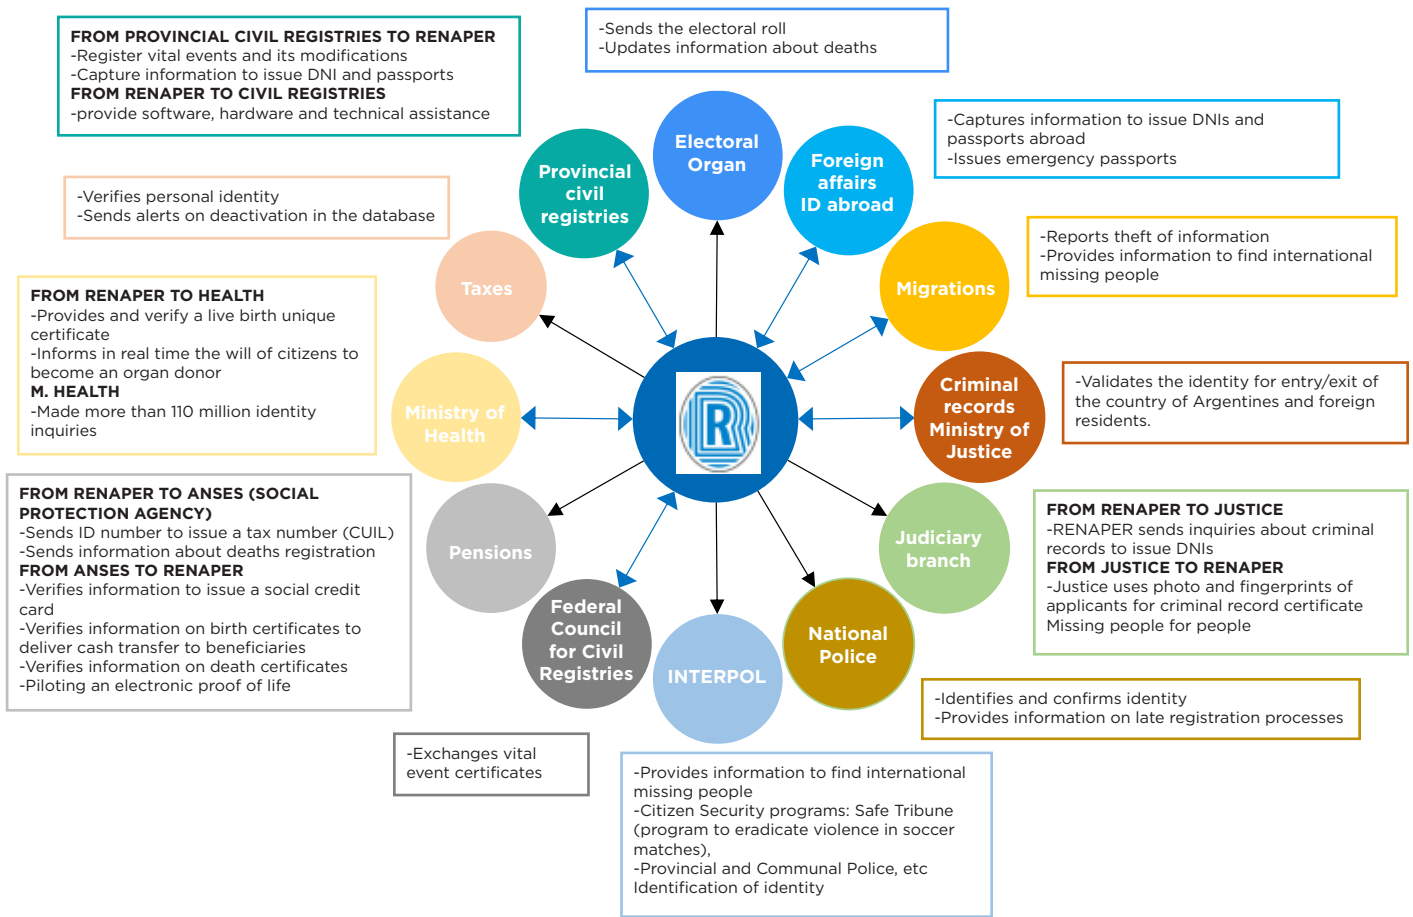 FROM PROVINCIAL CIVIL REGISTRIES TO RENAPER
-Register vital events and its modifications
-Capture information to issue DNI and passports
FROM RENAPER TO CIVIL REGISTRIES
-provide software, hardware and technical assistance
-Sends the electoral roll
-Updates information about deaths
-Captures information to issue DNIs and
passports abroad
-Issues emergency passports
Electoral
Organ
Foreign
affairs
ID abroad
Provincial
civil
registries
-Verifies personal identity
-Sends alerts on deactivation in the database
-Reports theft of information
-Provides information to find international
missing people
Taxes
Migrations
FROM RENAPER TO HEALTH
-Provides and verify a live birth unique
certificate
-Informs in real time the will of citizens to
become an organ donor
M. HEALTH
-Made more than 110 million identity
inquiries
Ministry of
Health
R
Criminal
records
Ministry of
Justice
-Validates the identity for entry/exit of
the country of Argentines and foreign
residents.
FROM RENAPER TO ANSES (SOCIAL
PROTECTION AGENCY)
-Sends ID number to issue a tax number (CUIL)
-Sends information about deaths registration
FROM ANSES TO RENAPER
-Verifies information to issue a social credit
card
-Verifies information on birth certificates to
deliver cash transfer to beneficiaries
-Verifies information on death certificates
-Piloting an electronic proof of life
Pensions
Judiciary
branch
FROM RENAPER TO JUSTICE
-RENAPER sends inquiries about criminal
records to issue DNIs
FROM JUSTICE TO RENAPER
-Justice uses photo and fingerprints of
applicants for criminal record certificate
Missing people for people
Federal
Council
for Civil
Registries
INTERPOL
National
Police
-Identifies and confirms identity
-Provides information on late registration processes
-Exchanges vital
event certificates
-Provides information to find international
missing people
-Citizen Security programs: Safe Tribune
(program to eradicate violence in soccer
matches),
-Provincial and Communal Police, etc
Identification of identity